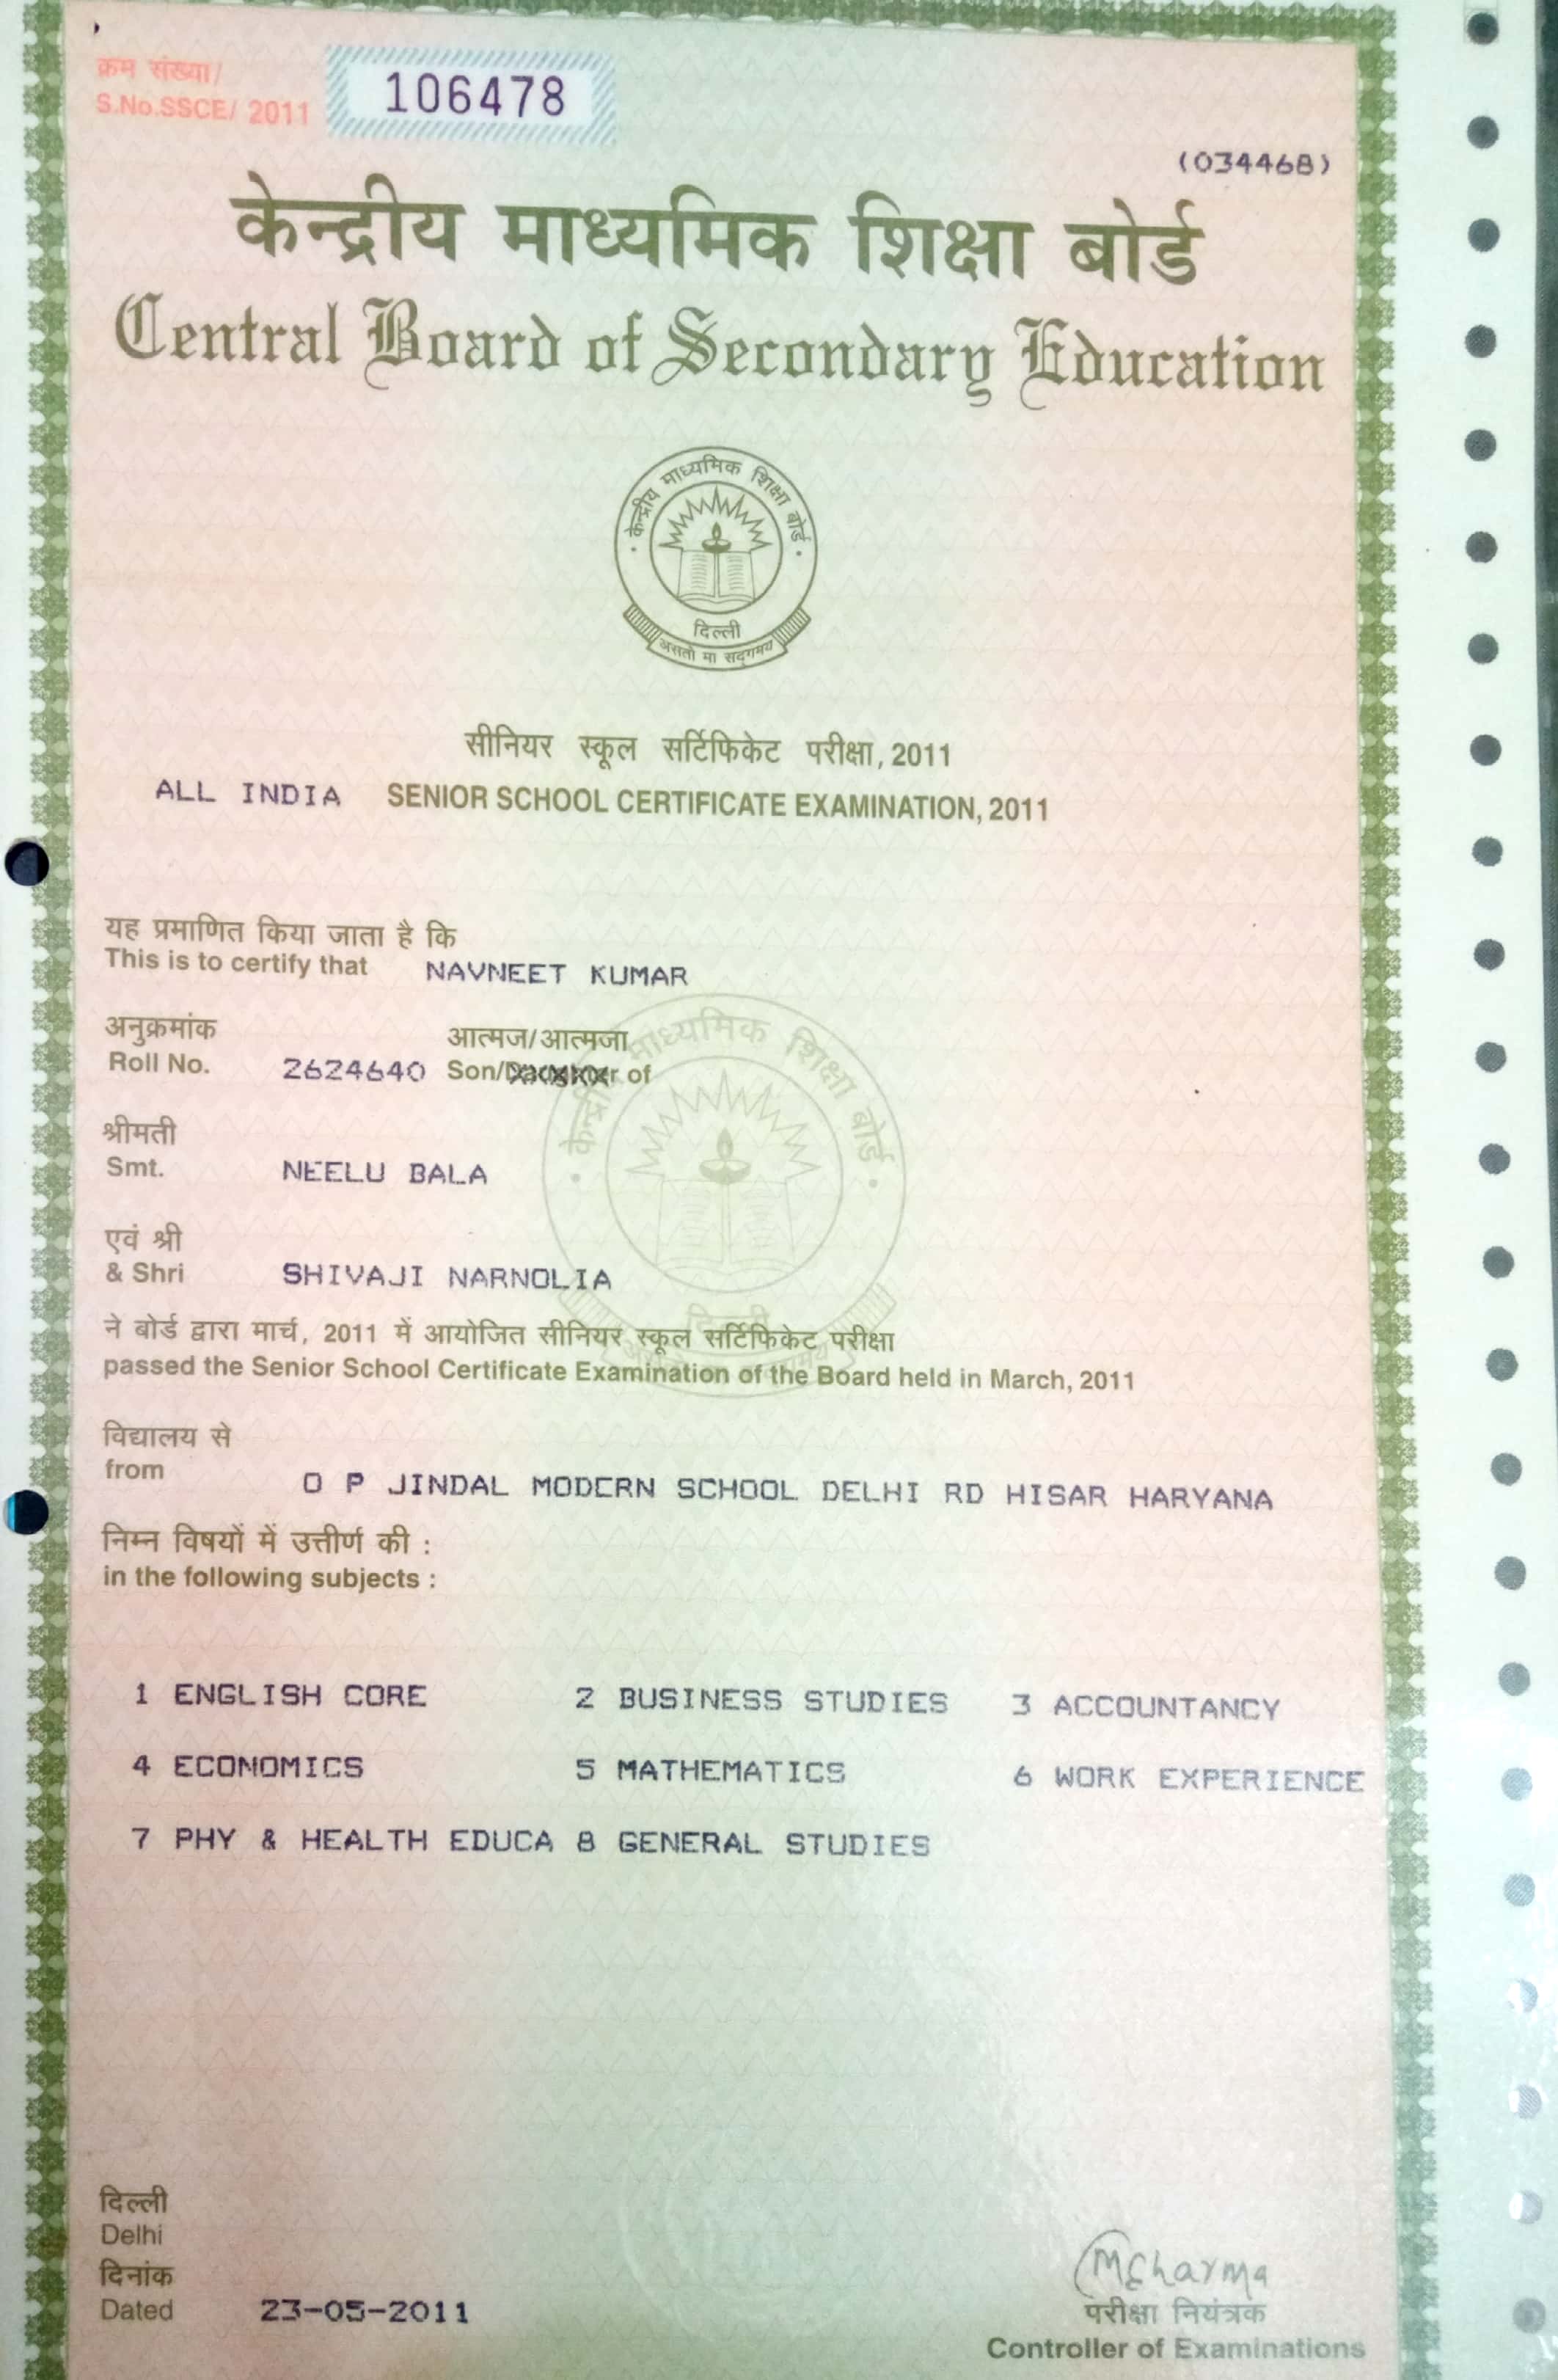 क्रम संख्या/
S.No.SSCE/ 2011 106478
(034468)
केन्द्रीय माध्यमिक शिक्षा बोर्ड
Central Board of Secondary Education
केन्द्रीय माध्यमिक शिक्षा बोर्ड
दिल्ली
असतो मा सद्गमय
सीनियर स्कूल सर्टिफिकेट परीक्षा, 2011
ALL INDIA SENIOR SCHOOL CERTIFICATE EXAMINATION, 2011
यह प्रमाणित किया जाता है कि
This is to certify that NAVNEET KUMAR
अनुक्रमांक आत्मज/आत्मजा
Roll No. 2624640 Son/Daughter of
केन्द्रीय माध्यमिक शिक्षा बोर्ड
श्रीमती
Smt. NEELU BALA
एवं श्री
& Shri SHIVAJI NARNOLIA
दिल्ली
ने बोर्ड द्वारा मार्च, 2011 में आयोजित सीनियर स्कूल सर्टिफिकेट परीक्षा
passed the Senior School Certificate Examination of the Board held in March, 2011
विद्यालय से
from O P JINDAL MODERN SCHOOL DELHI RD HISAR HARYANA
निम्न विषयों में उत्तीर्ण की :
in the following subjects :
1 ENGLISH CORE 2 BUSINESS STUDIES 3 ACCOUNTANCY
4 ECONOMICS 5 MATHEMATICS 6 WORK EXPERIENCE
7 PHY & HEALTH EDUCA 8 GENERAL STUDIES
दिल्ली
Delhi
दिनांक
Dated 23-05-2011
MSharma
परीक्षा नियंत्रक
Controller of Examinations